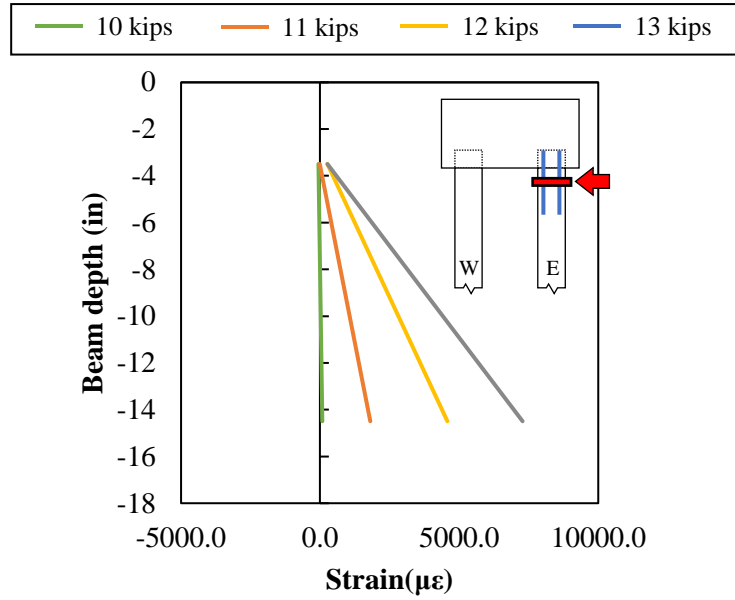 10 kips 11 kips 12 kips 13 kips
0
-2
-4
-6
-8
-10
-12
-14
-16
-18
Beam depth (in)
W E
-5000.0 0.0 5000.0 10000.0
Strain(με)